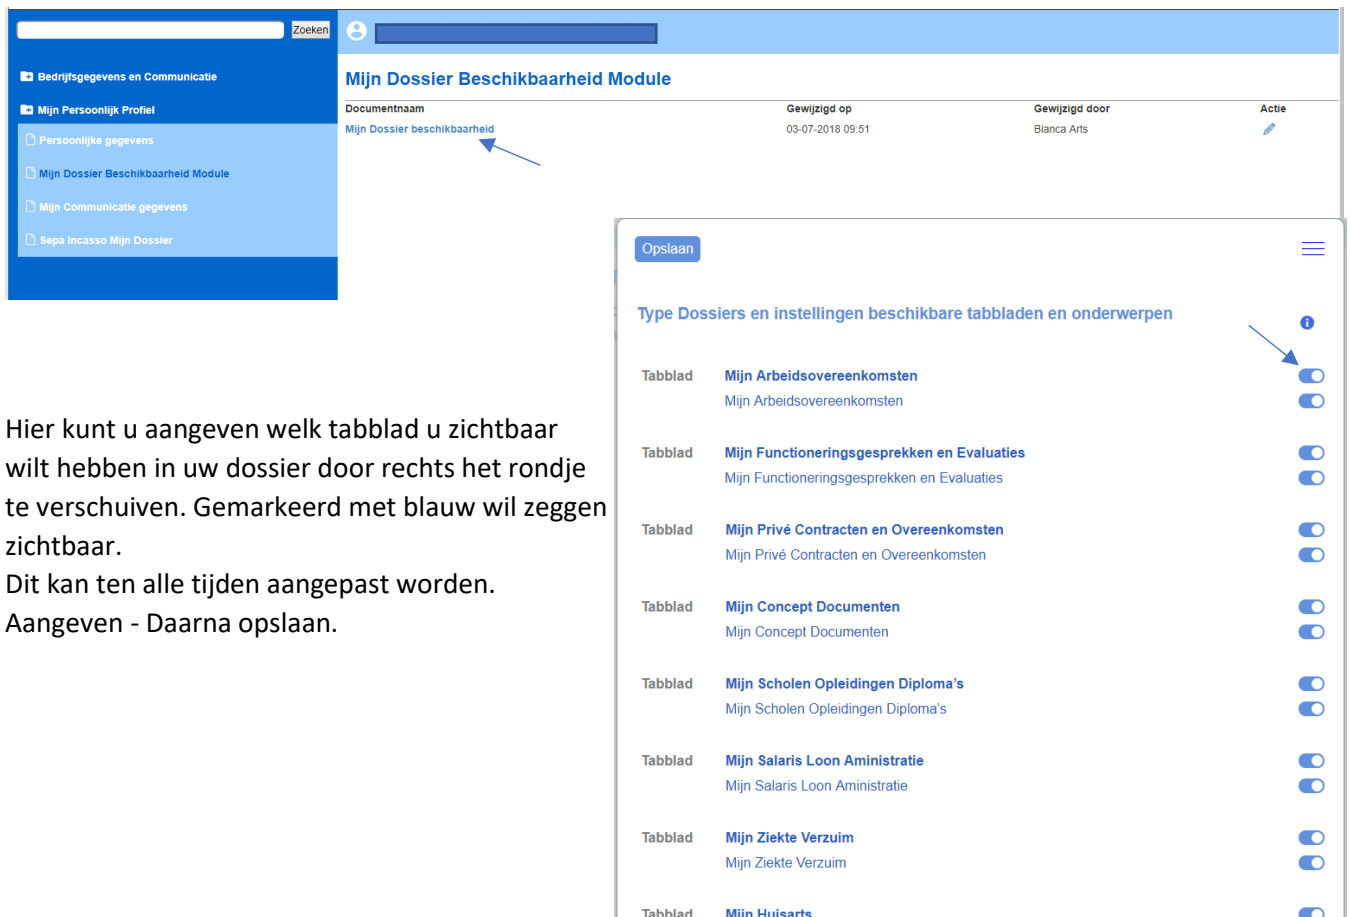 Zoeken
Bedrijfsgegevens en Communicatie
Mijn Persoonlijk Profiel
Persoonlijke gegevens
Mijn Dossier Beschikbaarheid Module
Mijn Communicatie gegevens
Sepa Incasso Mijn Dossier
Mijn Dossier Beschikbaarheid Module
Documentnaam Gewijzigd op Gewijzigd door Actie
Mijn Dossier beschikbaarheid 03-07-2018 09:51 Bianca Arts
Hier kunt u aangeven welk tabblad u zichtbaar
wilt hebben in uw dossier door rechts het rondje
te verschuiven. Gemarkeerd met blauw wil zeggen
zichtbaar.
Dit kan ten alle tijden aangepast worden.
Aangeven - Daarna opslaan.
Opslaan
Type Dossiers en instellingen beschikbare tabbladen en onderwerpen
Tabblad Mijn Arbeidsovereenkomsten
Mijn Arbeidsovereenkomsten
Tabblad Mijn Functioneringsgesprekken en Evaluaties
Mijn Functioneringsgesprekken en Evaluaties
Tabblad Mijn Privé Contracten en Overeenkomsten
Mijn Privé Contracten en Overeenkomsten
Tabblad Mijn Concept Documenten
Mijn Concept Documenten
Tabblad Mijn Scholen Opleidingen Diploma's
Mijn Scholen Opleidingen Diploma's
Tabblad Mijn Salaris Loon Aministratie
Mijn Salaris Loon Aministratie
Tabblad Mijn Ziekte Verzuim
Mijn Ziekte Verzuim
Tabblad Mijn Huisarts